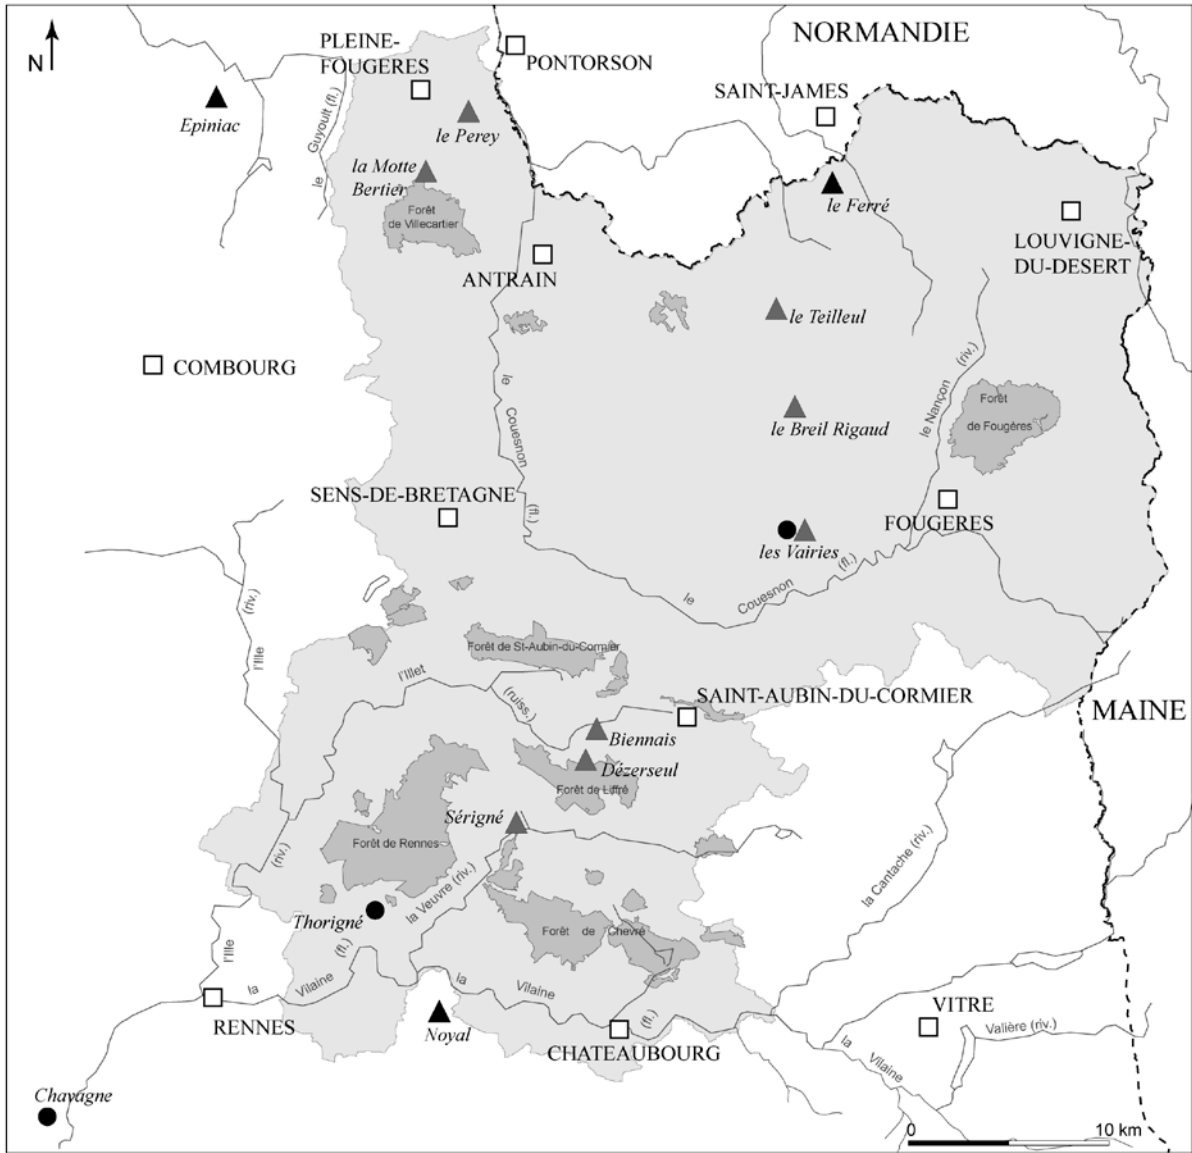 N
PLEINE-
FOUGERES
PONTORSON
NORMANDIE
SAINT-JAMES
Epiniac
le Guyoult (fl.)
le Perey
la Motte
Bertier
Forêt
de Villecartier
le Ferré
LOUVIGNE-
DU-DESERT
ANTRAIN
le Teilleul
COMBOURG
le Couesnon (fl.)
le Nançon (riv.)
Forêt
de Fougères
le Breil Rigaud
SENS-DE-BRETAGNE
FOUGERES
les Vairies
le Couesnon (fl.)
l'Ille (riv.)
Forêt de St-Aubin-du-Cormier
l'Illet (ruiss.)
SAINT-AUBIN-DU-CORMIER
MAINE
Biennais
Dézerseul
Forêt de Liffré
Sérigné
Forêt de Rennes
la Cantache (riv.)
la Veuvre (riv.)
Thorigné
Forêt de Chevré
l'Ille (riv.)
la Vilaine (fl.)
la Vilaine (fl.)
RENNES
Noyal
CHATEAUBOURG
VITRE
Valière (riv.)
la Vilaine
Chavagne
0 10 km